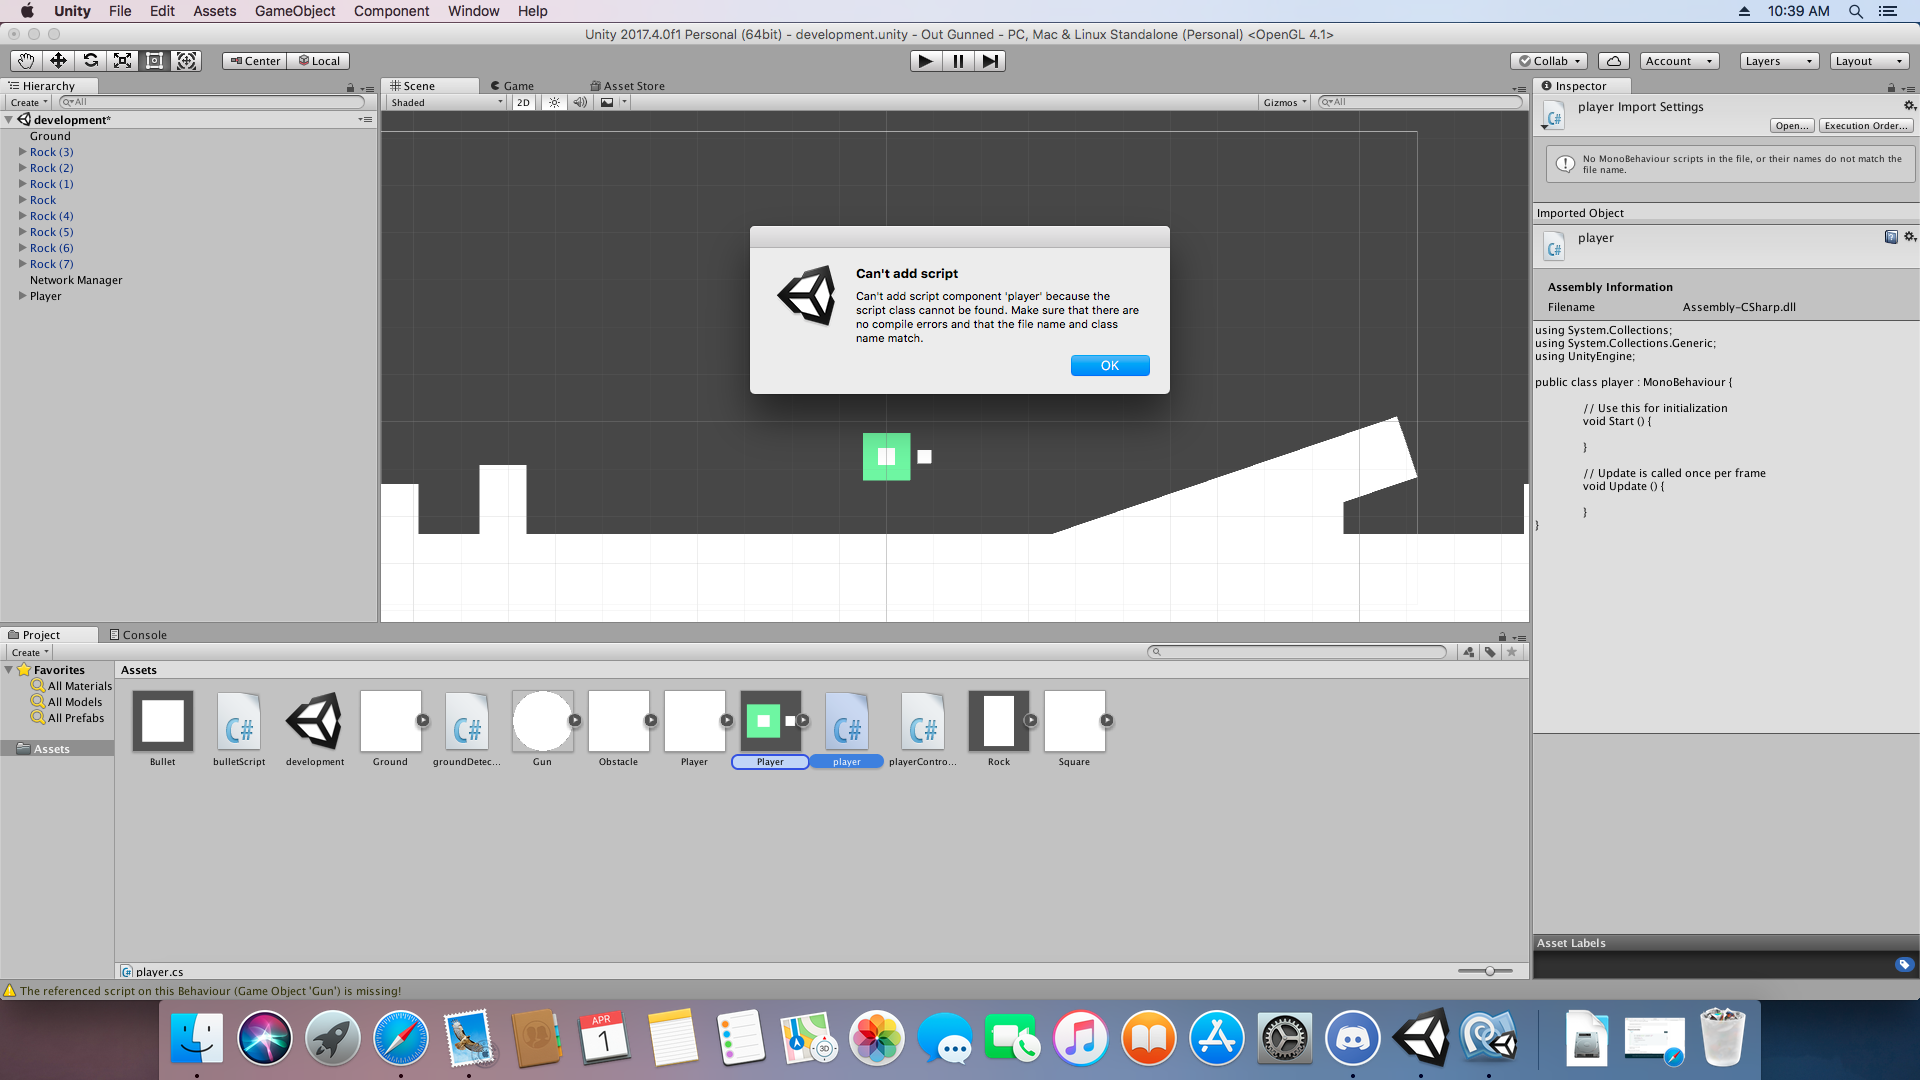 Unity File Edit Assets GameObject Component Window Help 10:39 AM
Unity 2017.4.0f1 Personal (64bit) - development.unity - Out Gunned - PC, Mac & Linux Standalone (Personal) <OpenGL 4.1>
Center Local Collab Account Layers Layout
Hierarchy
Create All
development*
Ground
Rock (3)
Rock (2)
Rock (1)
Rock
Rock (4)
Rock (5)
Rock (6)
Rock (7)
Network Manager
Player
Scene Game Asset Store
Shaded 2D Gizmos All
Can't add script
Can't add script component 'player' because the
script class cannot be found. Make sure that there are
no compile errors and that the file name and class
name match.
OK
Inspector
player Import Settings
Open... Execution Order...
No MonoBehaviour scripts in the file, or their names do not match the
file name.
Imported Object
player
Assembly Information
Filename Assembly-CSharp.dll
using System.Collections;
using System.Collections.Generic;
using UnityEngine;
public class player : MonoBehaviour {
// Use this for initialization
void Start () {
}
// Update is called once per frame
void Update () {
}
}
Asset Labels
Project Console
Create
Favorites
All Materials
All Models
All Prefabs
Assets
Assets
C# C# C# C#
Bullet bulletScript development Ground groundDetec... Gun Obstacle Player Player player playerContro... Rock Square
player.cs
The referenced script on this Behaviour (Game Object 'Gun') is missing!
APR
1
3D